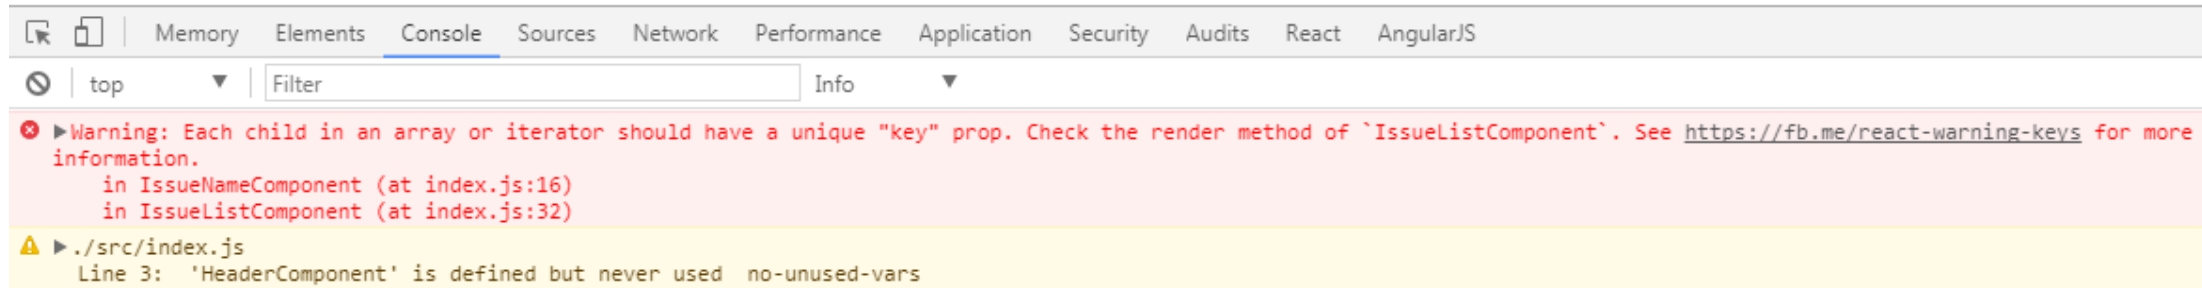 Memory Elements Console Sources Network Performance Application Security Audits React AngularJS
top Filter Info
Warning: Each child in an array or iterator should have a unique "key" prop. Check the render method of `IssueListComponent`. See https://fb.me/react-warning-keys for more
information.
in IssueNameComponent (at index.js:16)
in IssueListComponent (at index.js:32)
./src/index.js
Line 3: 'HeaderComponent' is defined but never used no-unused-vars